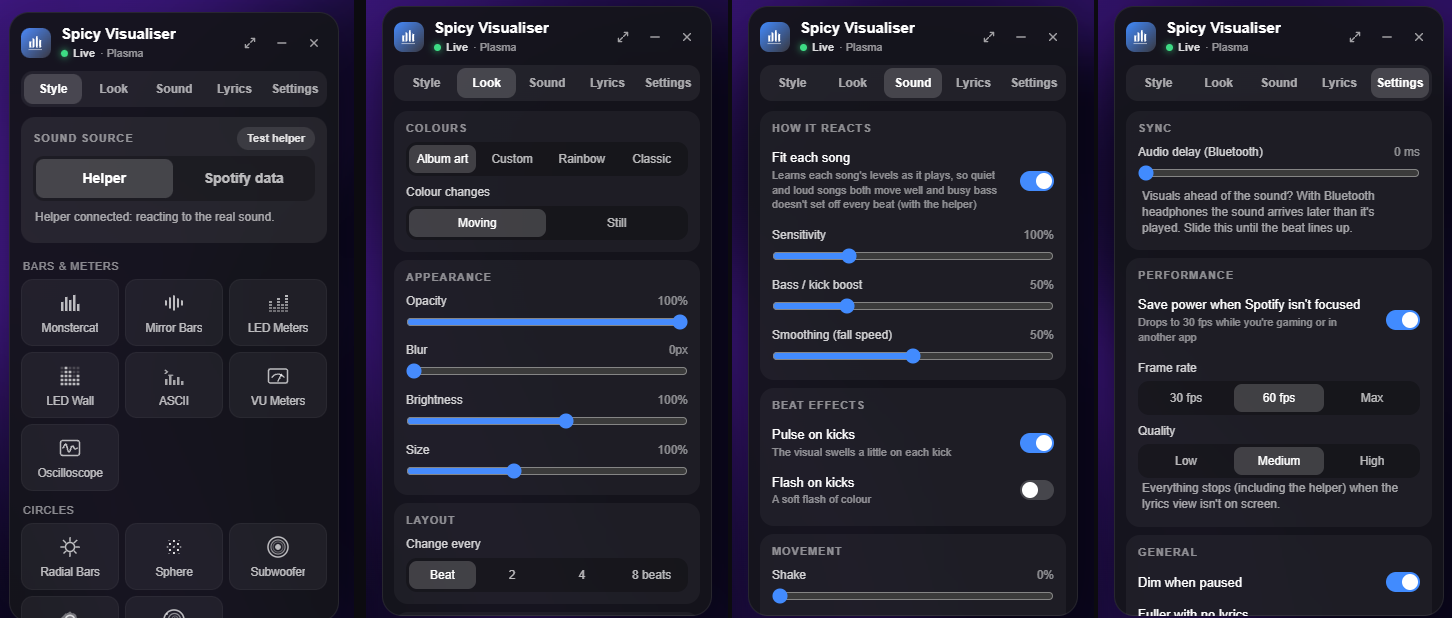 Spicy Visualiser
Live · Plasma
Style Look Sound Lyrics Settings
SOUND SOURCE Test helper
Helper Spotify data
Helper connected: reacting to the real sound.
BARS & METERS
Monstercat Mirror Bars LED Meters
LED Wall ASCII VU Meters
Oscilloscope
CIRCLES
Radial Bars Sphere Subwoofer
Spicy Visualiser
Live · Plasma
Style Look Sound Lyrics Settings
COLOURS
Album art Custom Rainbow Classic
Colour changes
Moving Still
APPEARANCE
Opacity 100%
Blur 0px
Brightness 100%
Size 100%
LAYOUT
Change every
Beat 2 4 8 beats
Spicy Visualiser
Live · Plasma
Style Look Sound Lyrics Settings
HOW IT REACTS
Fit each song
Learns each song's levels as it plays, so quiet
and loud songs both move well and busy bass
doesn't set off every beat (with the helper)
Sensitivity 100%
Bass / kick boost 50%
Smoothing (fall speed) 50%
BEAT EFFECTS
Pulse on kicks
The visual swells a little on each kick
Flash on kicks
A soft flash of colour
MOVEMENT
Shake 0%
Spicy Visualiser
Live · Plasma
Style Look Sound Lyrics Settings
SYNC
Audio delay (Bluetooth) 0 ms
Visuals ahead of the sound? With Bluetooth
headphones the sound arrives later than it's
played. Slide this until the beat lines up.
PERFORMANCE
Save power when Spotify isn't focused
Drops to 30 fps while you're gaming or in
another app
Frame rate
30 fps 60 fps Max
Quality
Low Medium High
Everything stops (including the helper) when the
lyrics view isn't on screen.
GENERAL
Dim when paused
Fuller with no lyrics